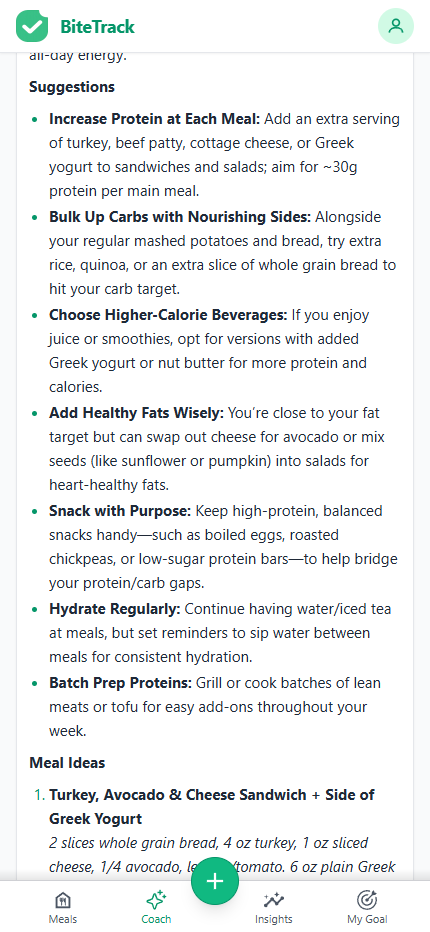 BiteTrack
all-day energy.
Suggestions
• Increase Protein at Each Meal: Add an extra serving
of turkey, beef patty, cottage cheese, or Greek
yogurt to sandwiches and salads; aim for ~30g
protein per main meal.
• Bulk Up Carbs with Nourishing Sides: Alongside
your regular mashed potatoes and bread, try extra
rice, quinoa, or an extra slice of whole grain bread to
hit your carb target.
• Choose Higher-Calorie Beverages: If you enjoy
juice or smoothies, opt for versions with added
Greek yogurt or nut butter for more protein and
calories.
• Add Healthy Fats Wisely: You’re close to your fat
target but can swap out cheese for avocado or mix
seeds (like sunflower or pumpkin) into salads for
heart-healthy fats.
• Snack with Purpose: Keep high-protein, balanced
snacks handy—such as boiled eggs, roasted
chickpeas, or low-sugar protein bars—to help bridge
your protein/carb gaps.
• Hydrate Regularly: Continue having water/iced tea
at meals, but set reminders to sip water between
meals for consistent hydration.
• Batch Prep Proteins: Grill or cook batches of lean
meats or tofu for easy add-ons throughout your
week.
Meal Ideas
1. Turkey, Avocado & Cheese Sandwich + Side of
Greek Yogurt
2 slices whole grain bread, 4 oz turkey, 1 oz sliced
cheese, 1/4 avocado, /tomato. 6 oz plain Greek
Meals
Coach
Insights
My Goal